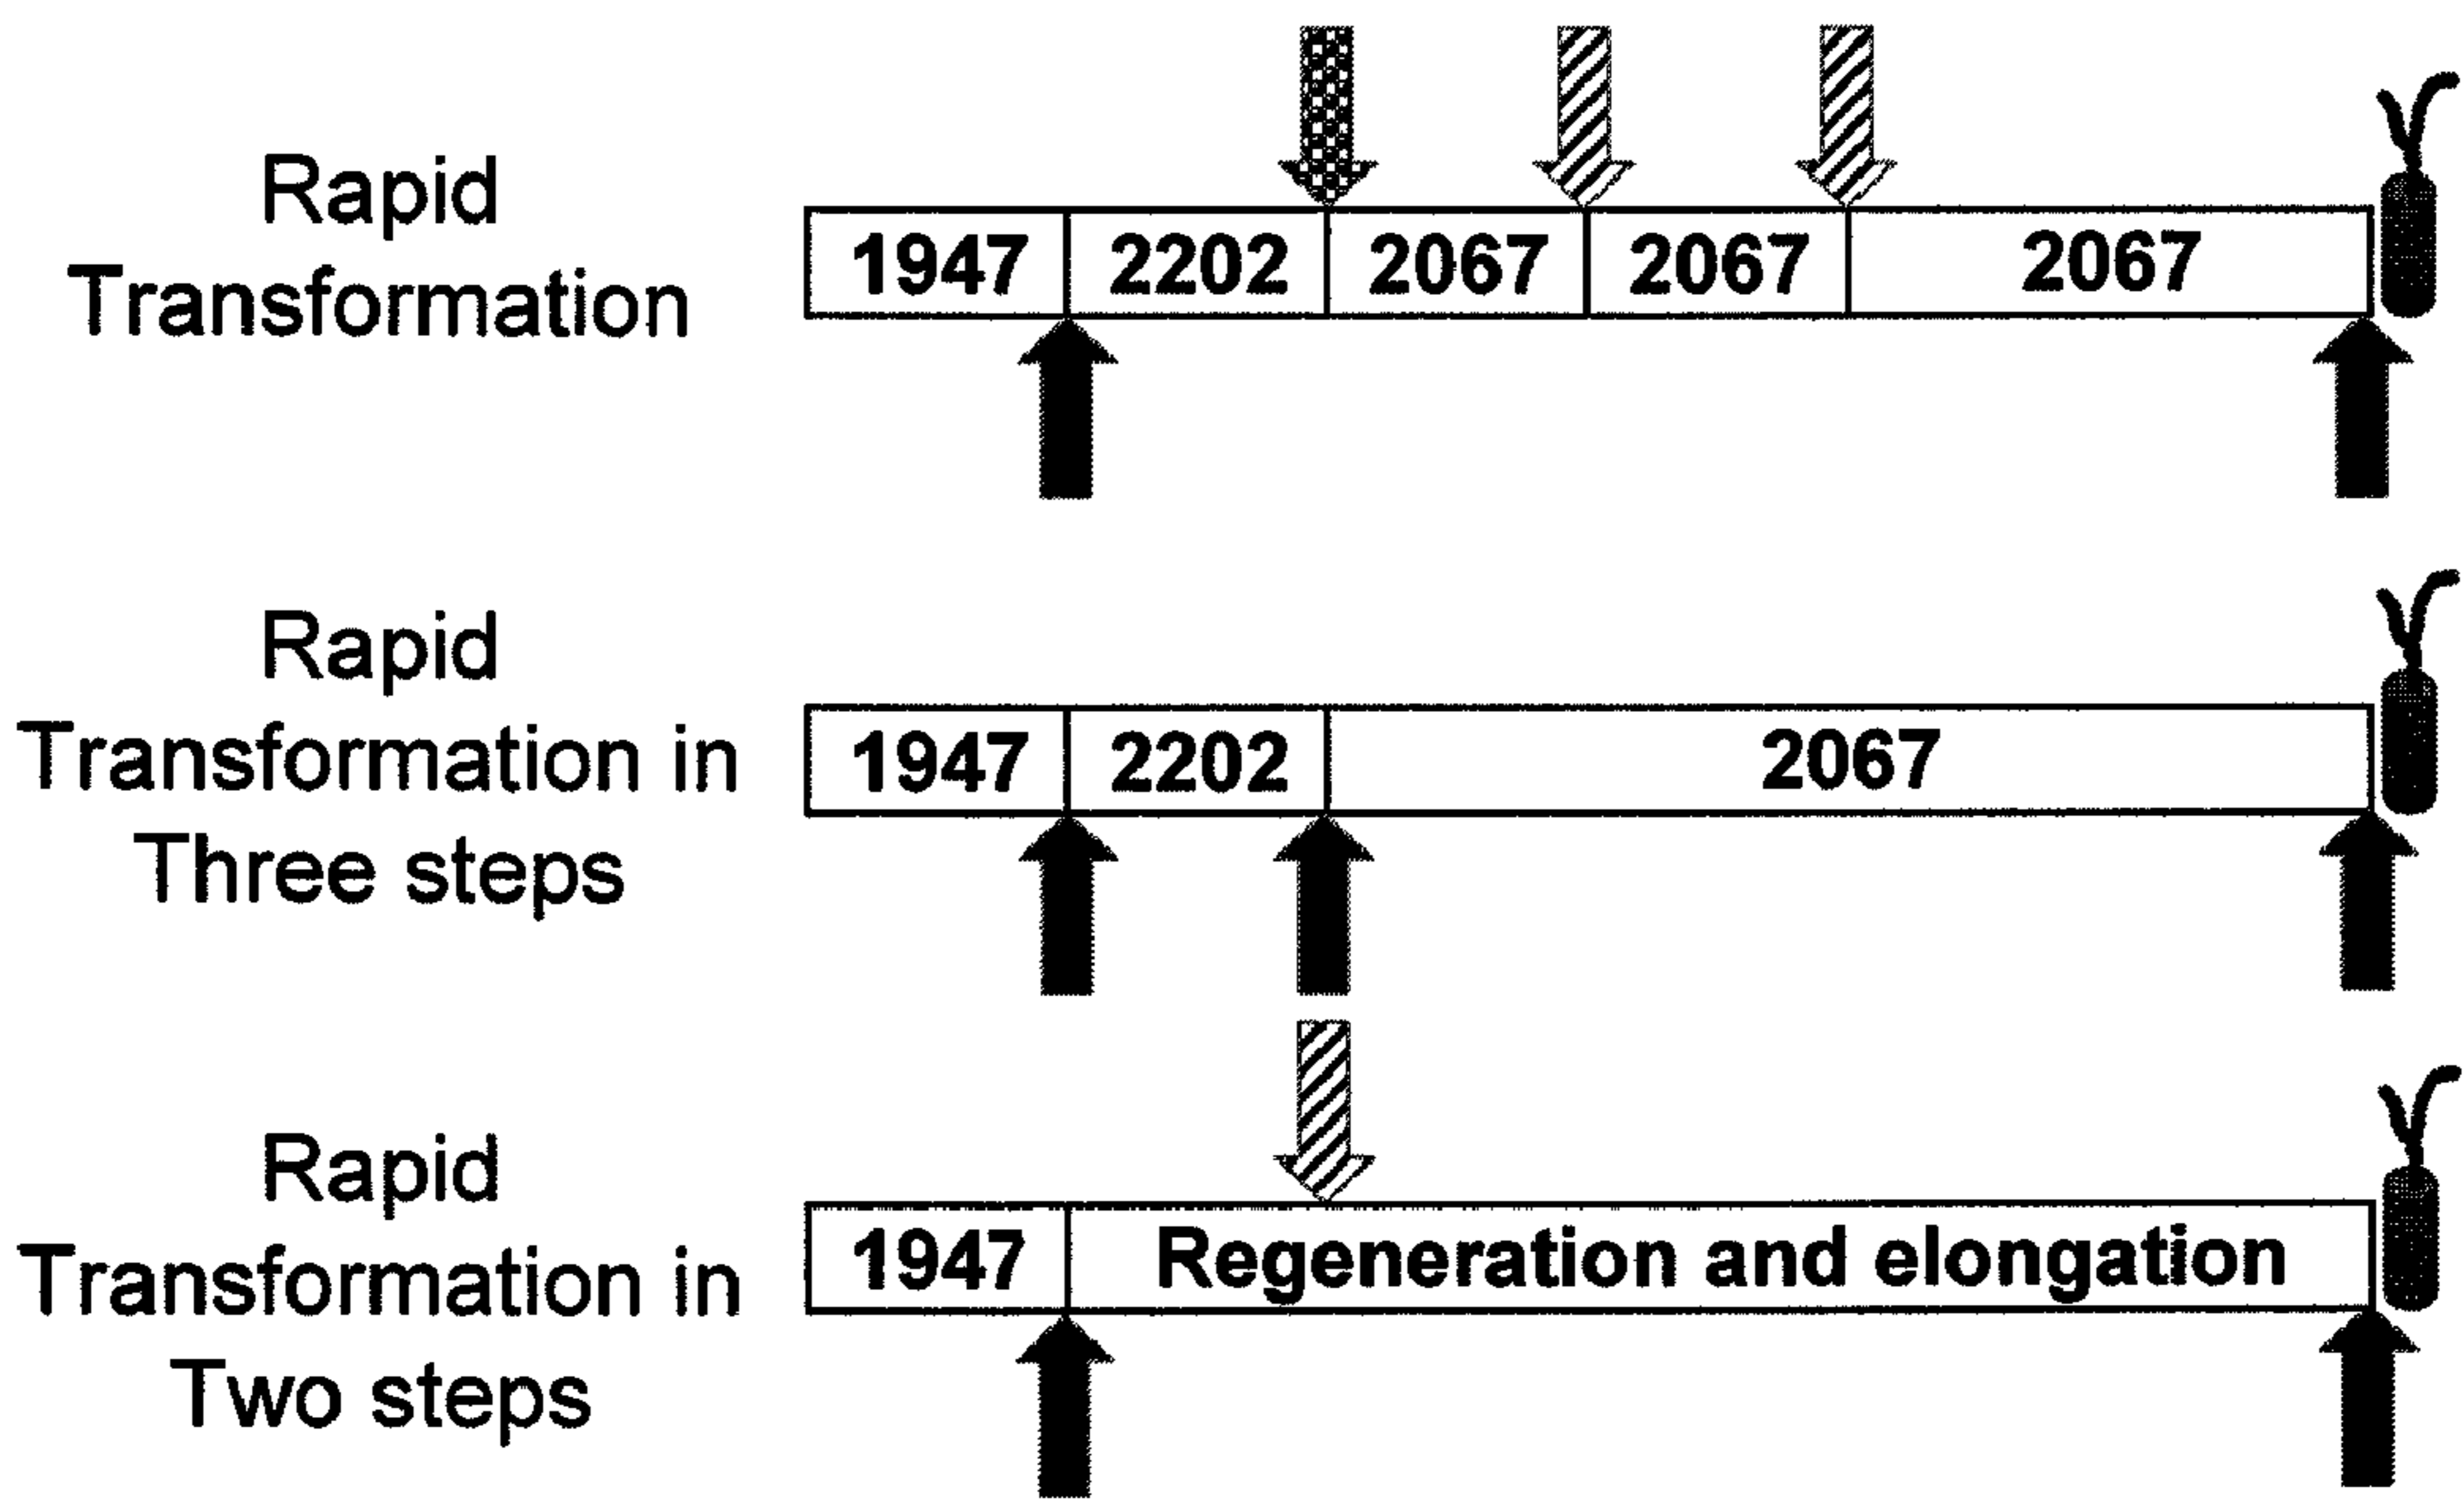 Rapid
Transformation
1947 2202 2067 2067 2067
Rapid
Transformation in
Three steps
1947 2202 2067
Rapid
Transformation in
Two steps
1947 Regeneration and elongation